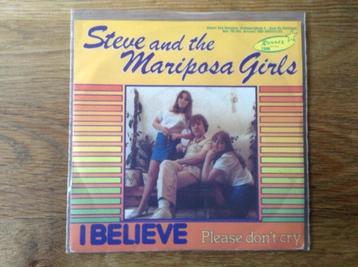 Steve and the
Mariposa Girls
I BELIEVE
Please don't cry